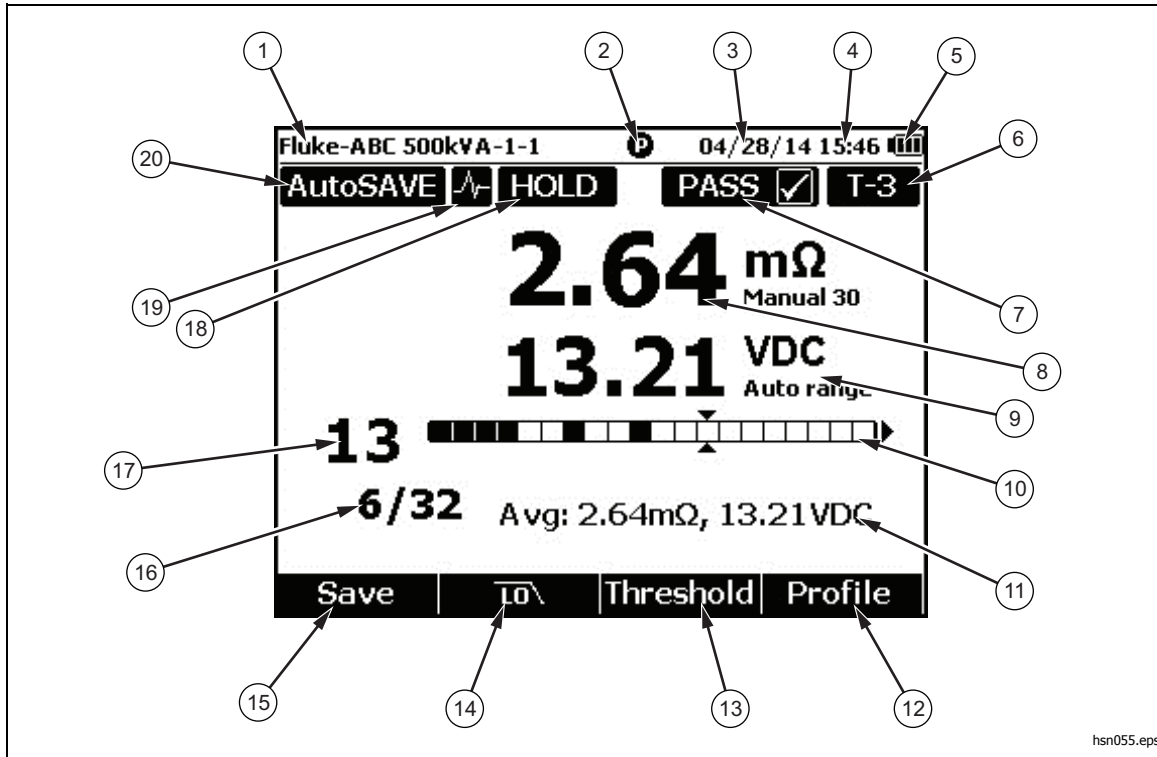 1 2 3 4 5
Fluke-ABC 500kVA-1-1 P 04/28/14 15:46
20 AutoSAVE HOLD PASS T-3 6
2.64 mΩ
Manual 30
19 18 7
13.21 VDC
Auto range
8
9
17 13
10
16 6/32 Avg: 2.64mΩ, 13.21VDC
11
Save LO Threshold Profile
15 14 13 12
hsn055.eps